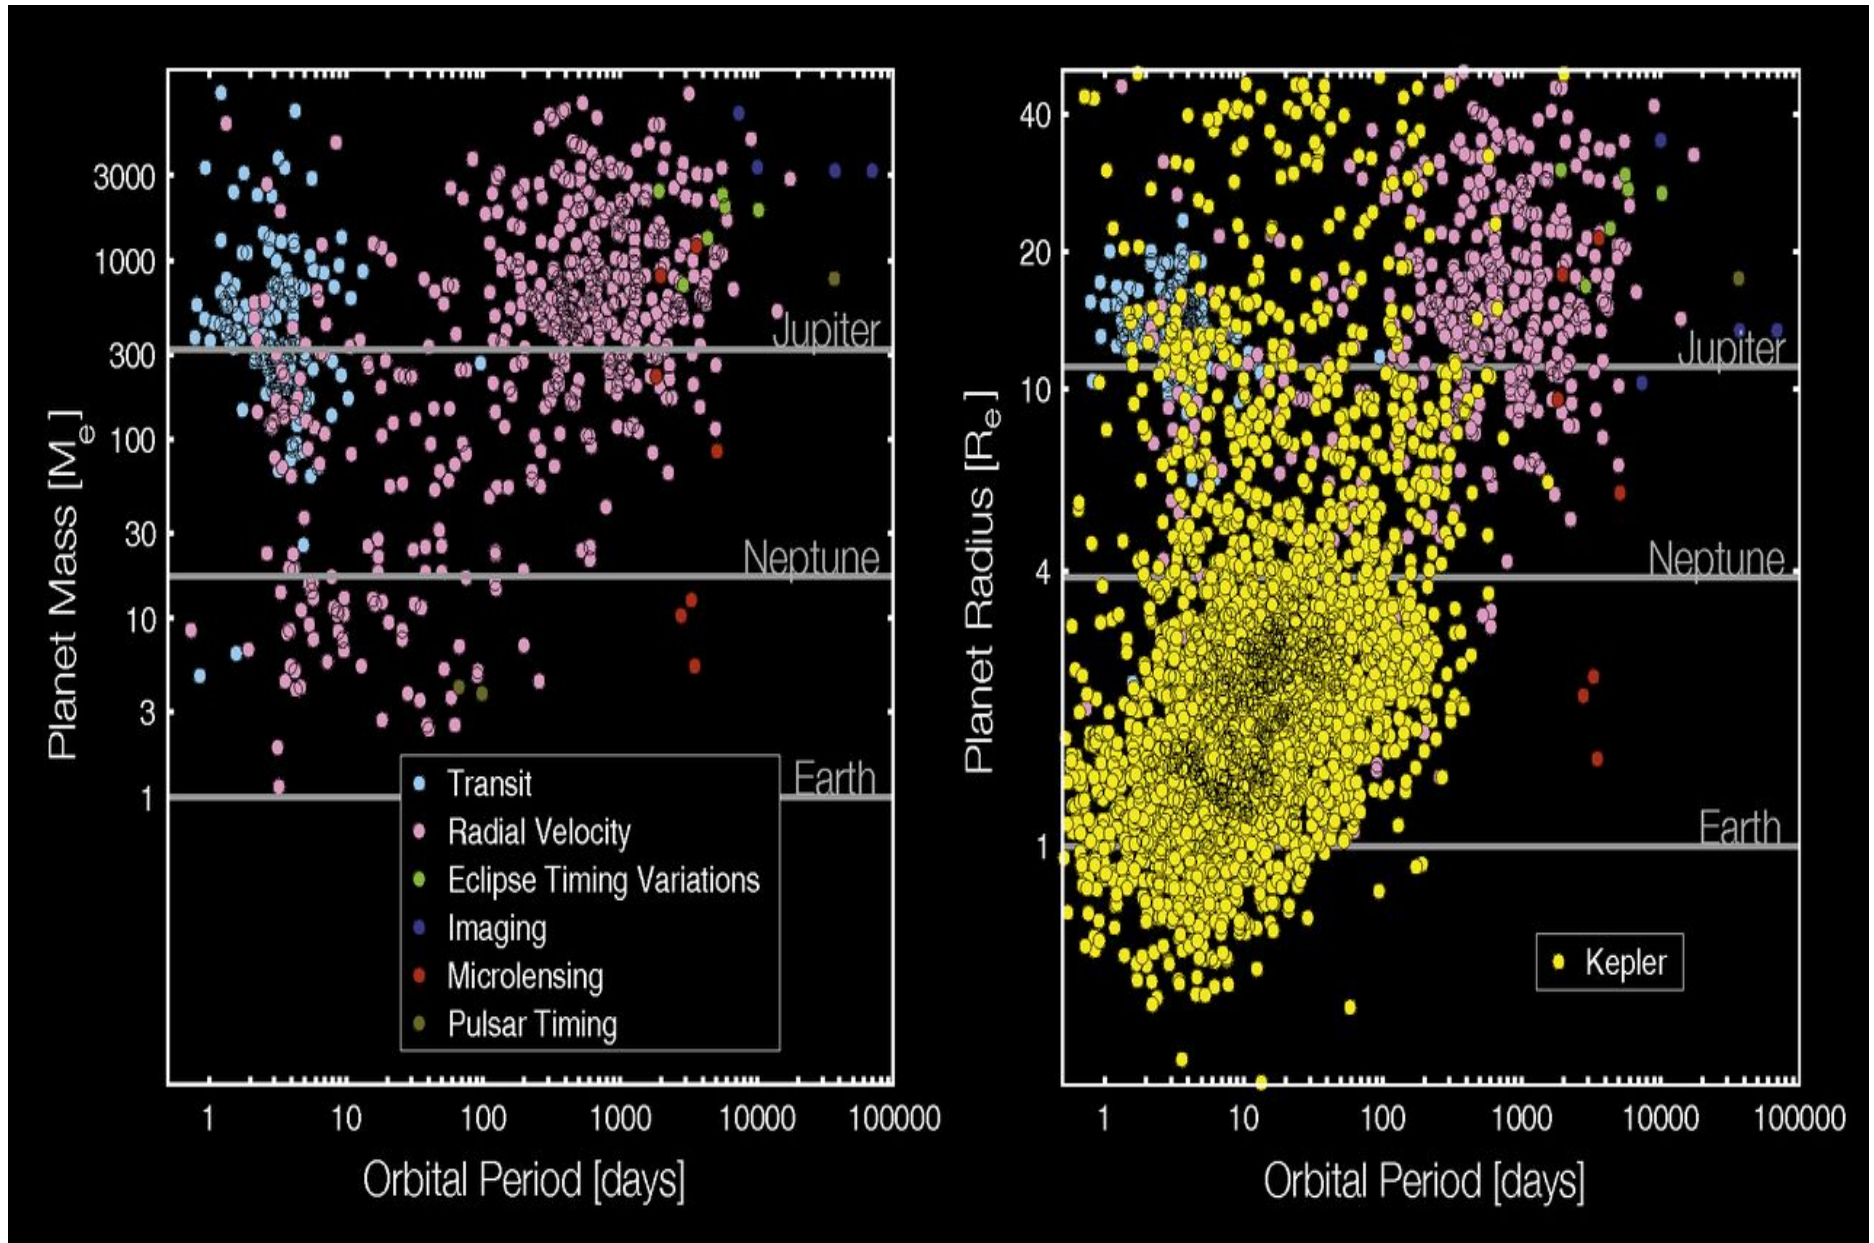 3000
1000
300
100
30
10
3
1
Planet Mass [Me]
Jupiter
Neptune
Earth
Transit
Radial Velocity
Eclipse Timing Variations
Imaging
Microlensing
Pulsar Timing
1 10 100 1000 10000 100000
Orbital Period [days]
40
20
10
4
1
Planet Radius [Re]
Jupiter
Neptune
Earth
Kepler
1 10 100 1000 10000 100000
Orbital Period [days]